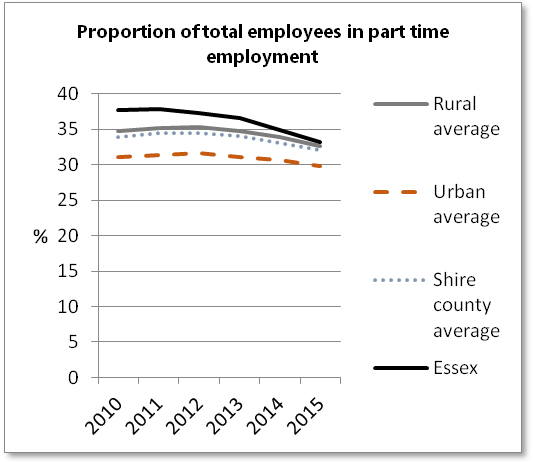 Proportion of total employees in part time
employment
40
35
30
25
20
15
10
5
0
%
2010
2011
2012
2013
2014
2015
Rural
average
Urban
average
Shire
county
average
Essex